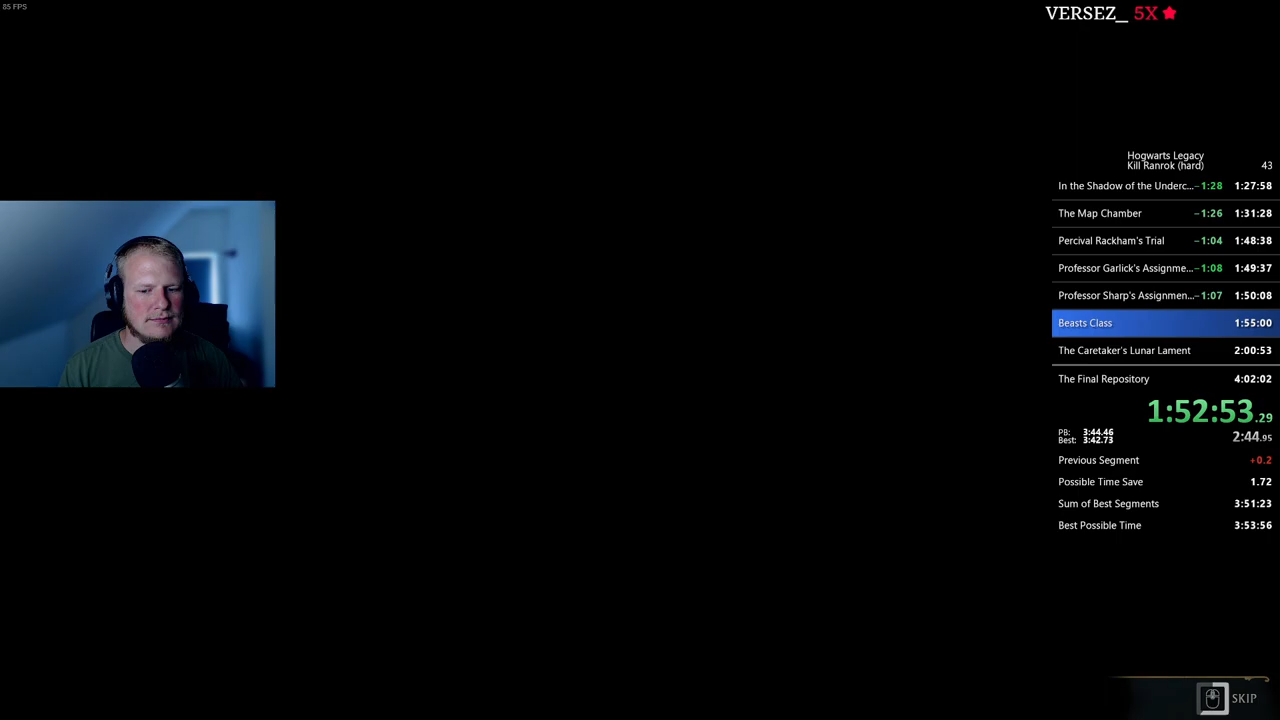 85 FPS
VERSEZ_ 5X
Hogwarts Legacy
Kill Ranrok (hard) 43
In the Shadow of the Underc... -1:28 1:27:58
The Map Chamber -1:26 1:31:28
Percival Rackham's Trial -1:04 1:48:38
Professor Garlick's Assignme... -1:08 1:49:37
Professor Sharp's Assignmen... -1:07 1:50:08
Beasts Class 1:55:00
The Caretaker's Lunar Lament 2:00:53
The Final Repository 4:02:02
1:52:53.29
PB: 3:44.46
Best: 3:42.73 2:44.95
Previous Segment +0.2
Possible Time Save 1.72
Sum of Best Segments 3:51:23
Best Possible Time 3:53:56
SKIP